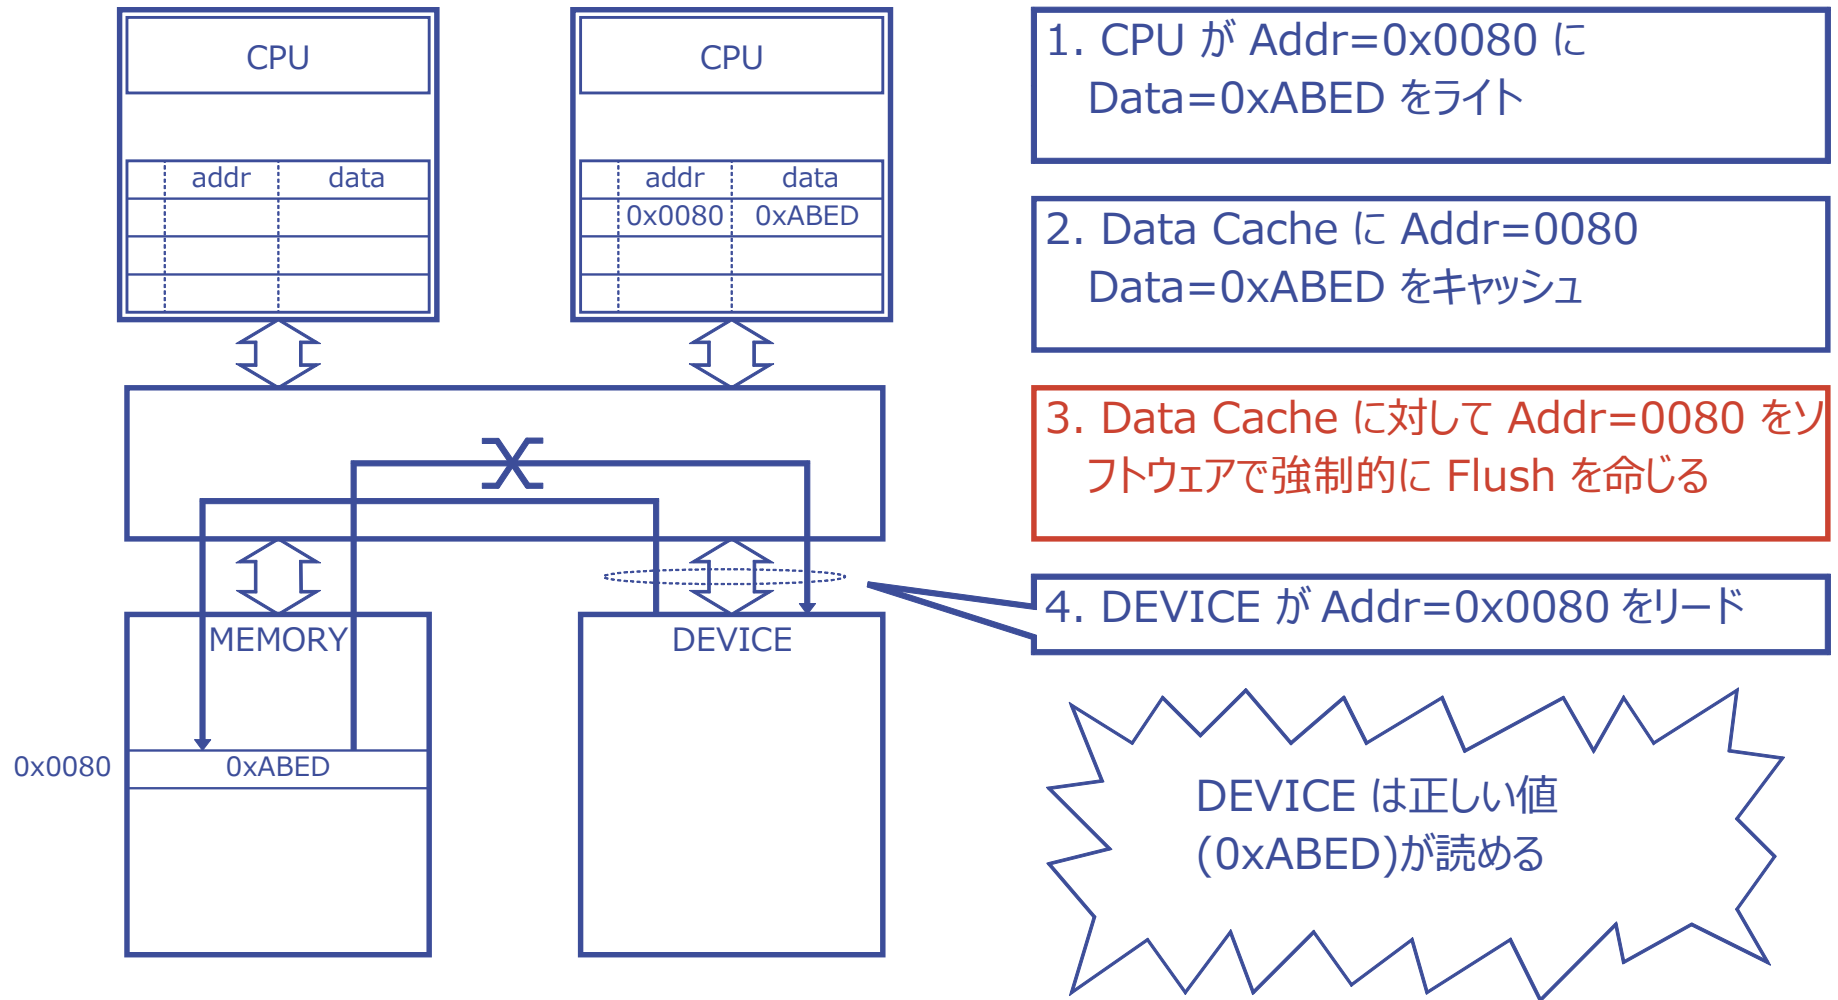 CPU
addr data
CPU
addr data
0x0080 0xABED
MEMORY
0x0080 0xABED
DEVICE
1. CPU が Addr=0x0080 に
Data=0xABED をライト
2. Data Cache に Addr=0080
Data=0xABED をキャッシュ
3. Data Cache に対して Addr=0080 をソ
フトウェアで強制的に Flush を命じる
4. DEVICE が Addr=0x0080 をリード
DEVICE は正しい値
(0xABED)が読める